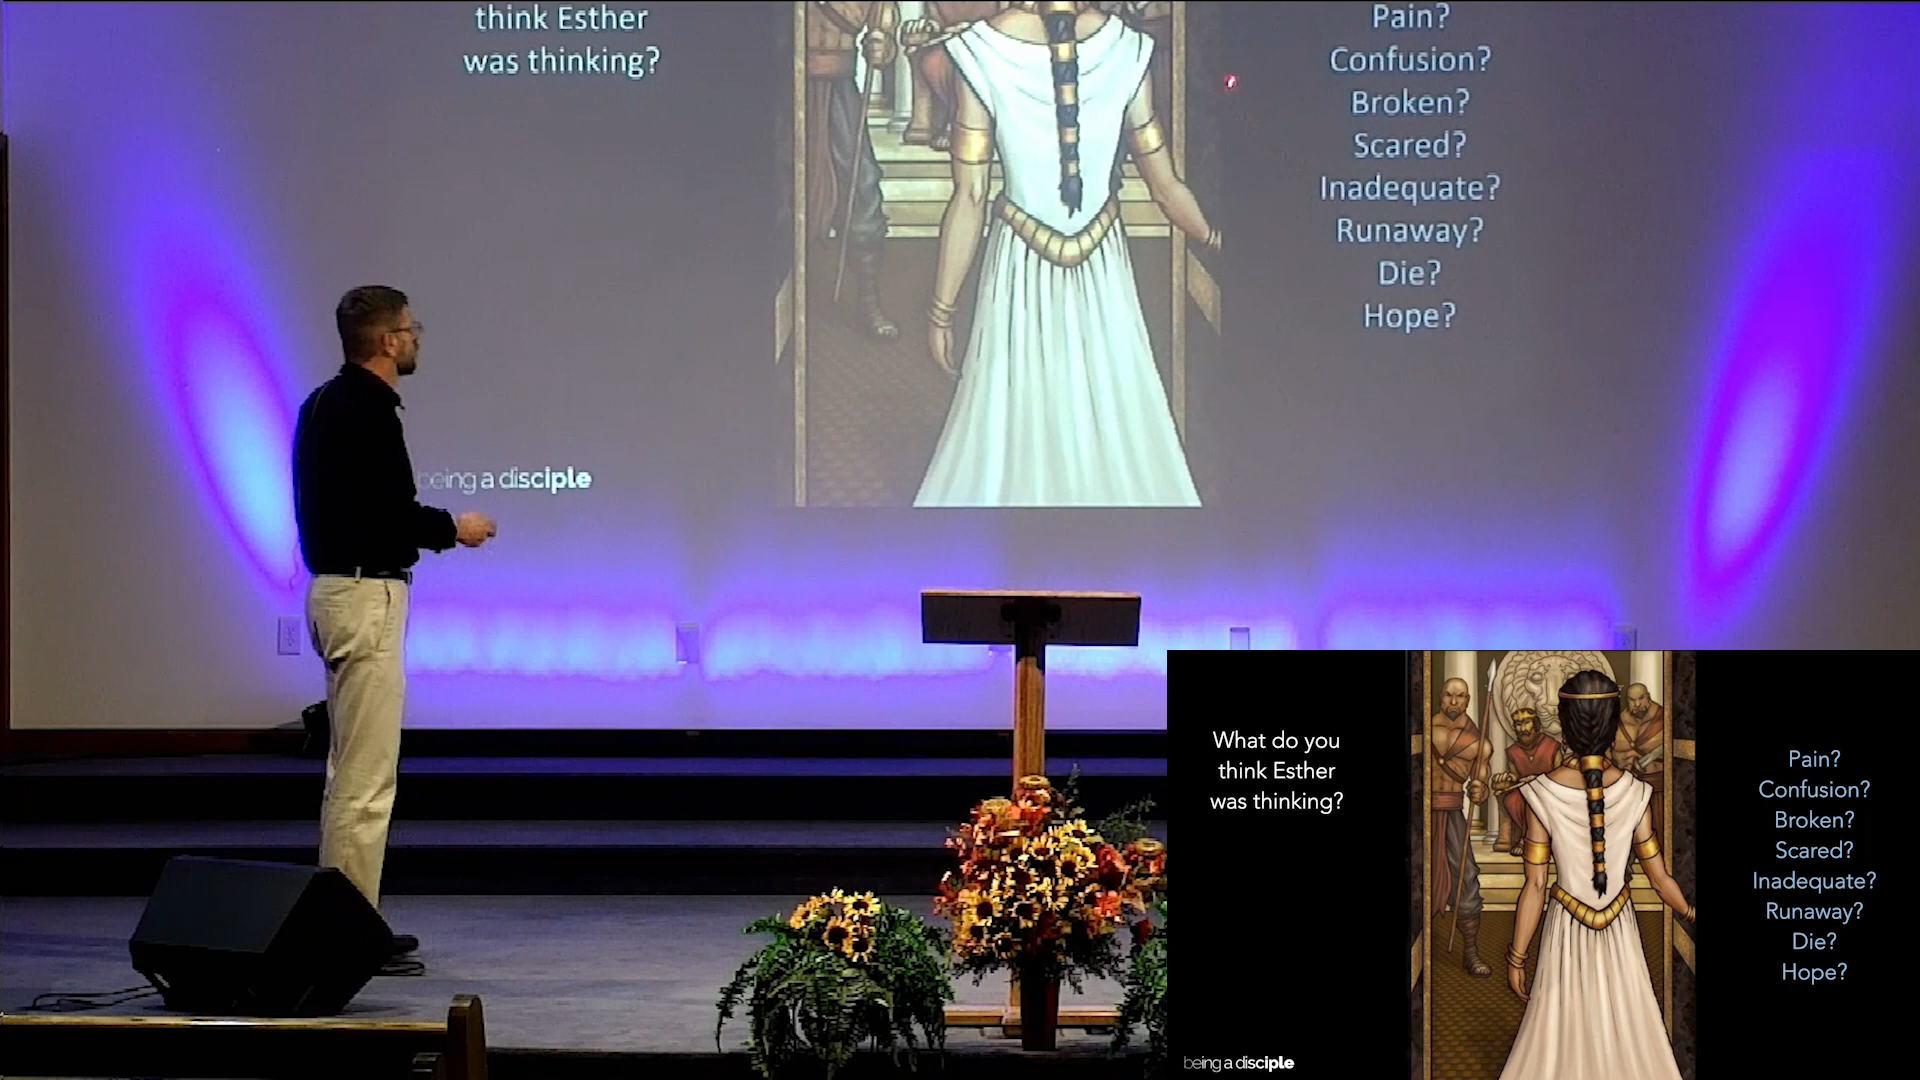 think Esther
was thinking?
Pain?
Confusion?
Broken?
Scared?
Inadequate?
Runaway?
Die?
Hope?
being a disciple
What do you
think Esther
was thinking?
Pain?
Confusion?
Broken?
Scared?
Inadequate?
Runaway?
Die?
Hope?
being a disciple